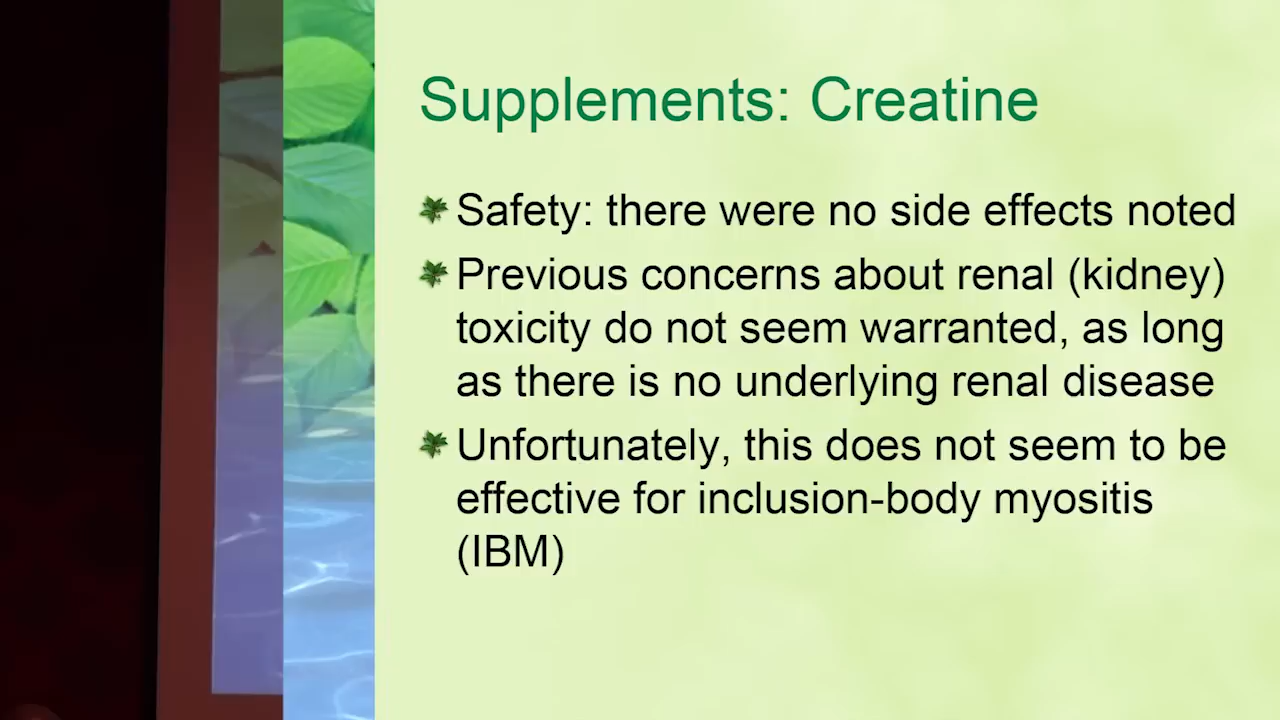 Supplements: Creatine
Safety: there were no side effects noted
Previous concerns about renal (kidney)
toxicity do not seem warranted, as long
as there is no underlying renal disease
Unfortunately, this does not seem to be
effective for inclusion-body myositis
(IBM)